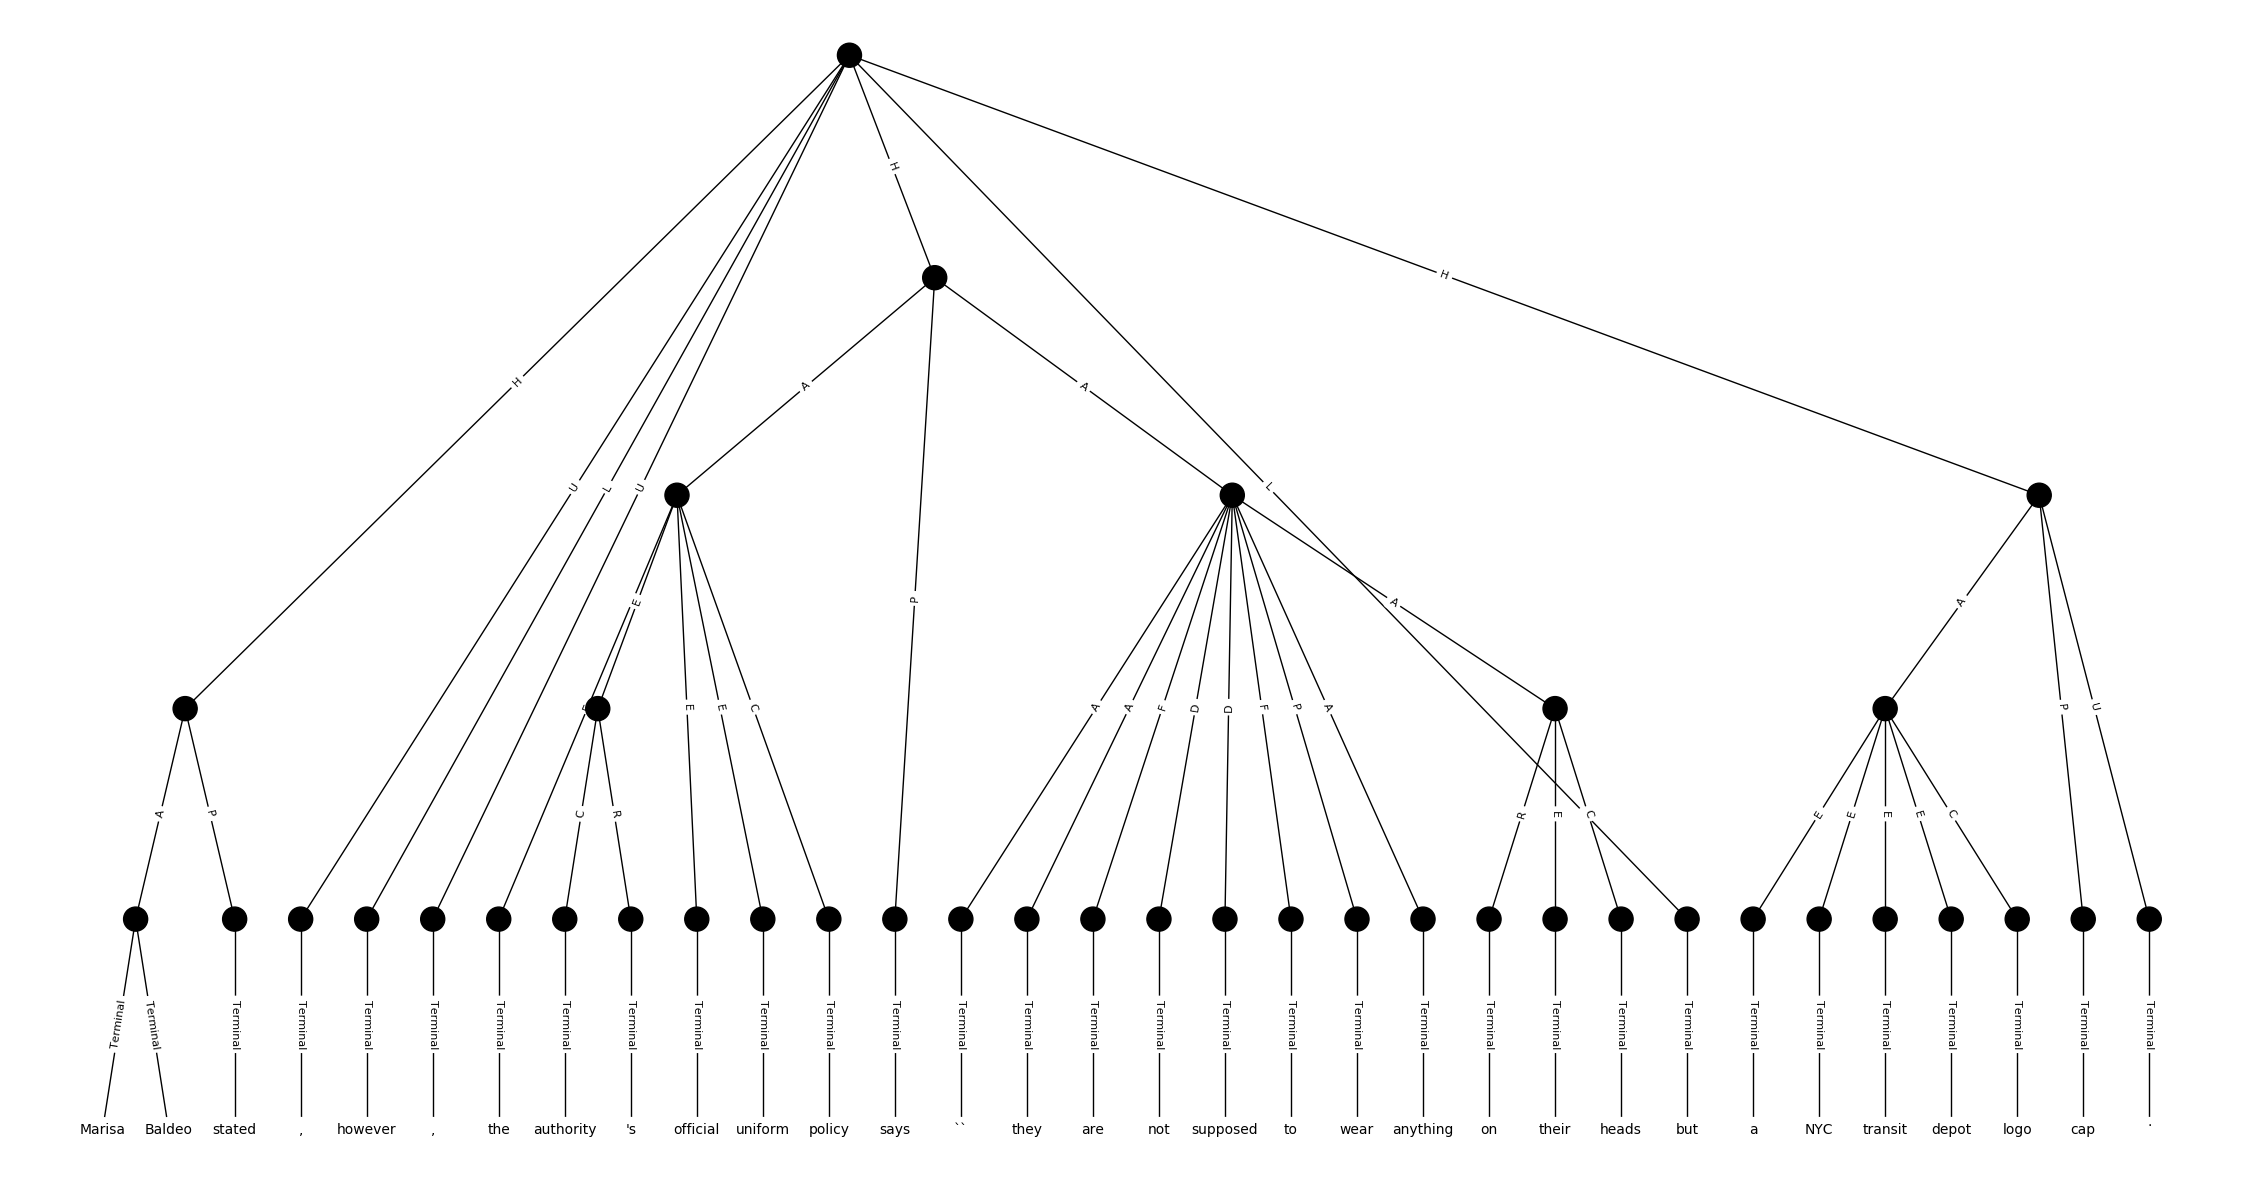 H
H
H
A
A
U
L
U
L
E
A
A
P
E
E
E
C
A
A
F
D
D
F
P
A
P
U
A
P
C
R
R
E
C
E
E
E
E
C
Terminal Terminal Terminal Terminal Terminal Terminal Terminal Terminal Terminal Terminal Terminal Terminal Terminal Terminal Terminal Terminal Terminal Terminal Terminal Terminal Terminal Terminal Terminal Terminal Terminal Terminal Terminal Terminal Terminal Terminal Terminal Terminal
Marisa Baldeo stated , however , the authority 's official uniform policy says `` they are not supposed to wear anything on their heads but a NYC transit depot logo cap .